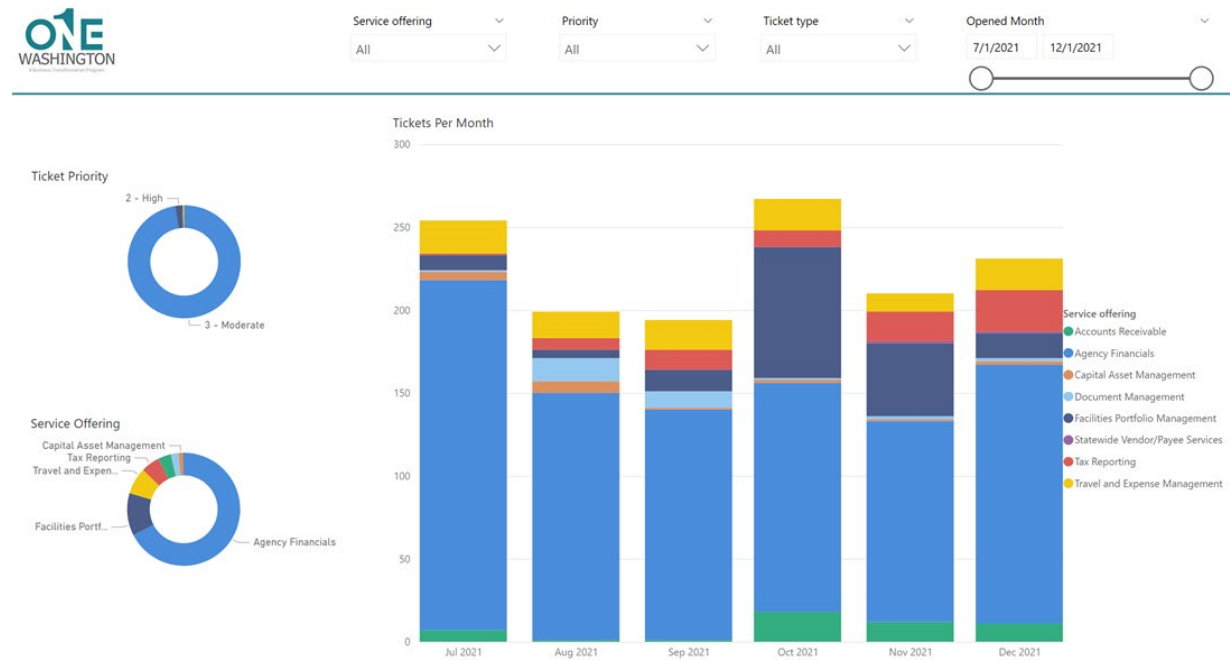 ONE
WASHINGTON
A Business Transformation Program
Service offering
All
Priority
All
Ticket type
All
Opened Month
7/1/2021 12/1/2021
Ticket Priority
2 - High
3 - Moderate
Service Offering
Capital Asset Management
Tax Reporting
Travel and Expen...
Facilities Portf...
Agency Financials
Tickets Per Month
300
250
200
150
100
50
0
Jul 2021 Aug 2021 Sep 2021 Oct 2021 Nov 2021 Dec 2021
Service offering
Accounts Receivable
Agency Financials
Capital Asset Management
Document Management
Facilities Portfolio Management
Statewide Vendor/Payee Services
Tax Reporting
Travel and Expense Management